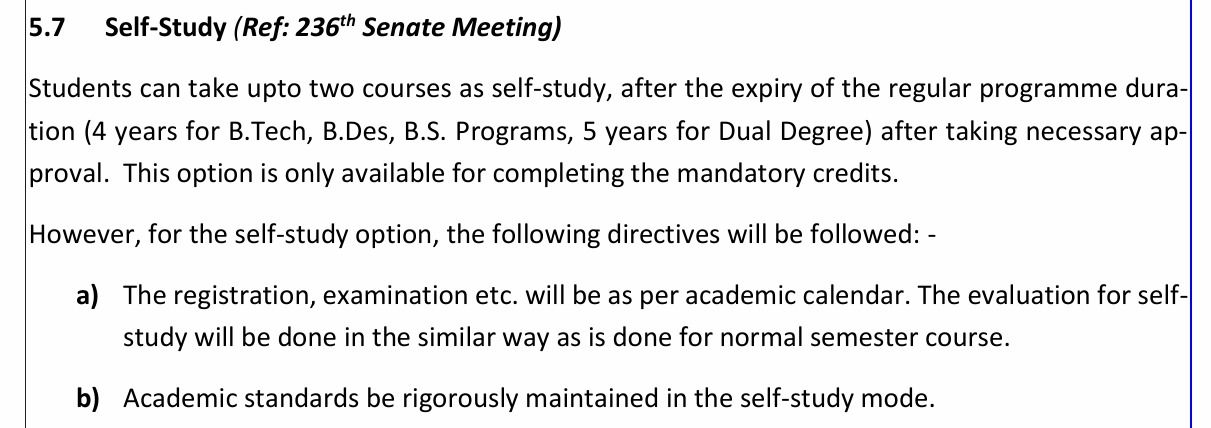 5.7 Self-Study (Ref: 236th Senate Meeting)
Students can take upto two courses as self-study, after the expiry of the regular programme dura-
tion (4 years for B.Tech, B.Des, B.S. Programs, 5 years for Dual Degree) after taking necessary ap-
proval. This option is only available for completing the mandatory credits.
However, for the self-study option, the following directives will be followed: -
a) The registration, examination etc. will be as per academic calendar. The evaluation for self-
study will be done in the similar way as is done for normal semester course.
b) Academic standards be rigorously maintained in the self-study mode.